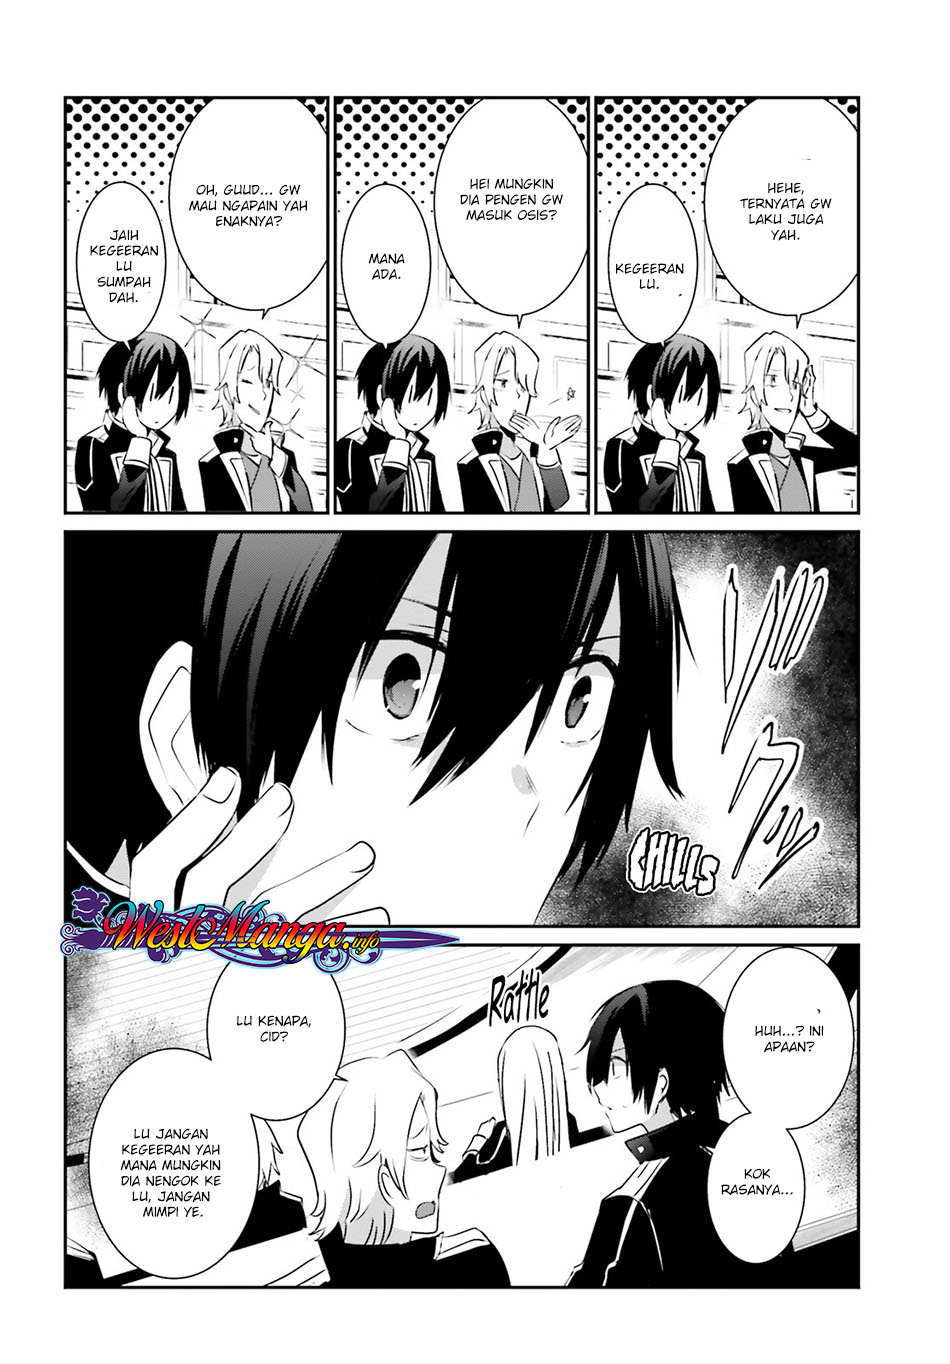 HEHE,
TERNYATA GW
LAKU JUGA
YAH.
KEGEERAN
LU.
HEI MUNGKIN
DIA PENGEN GW
MASUK OSIS?
MANA
ADA.
OH, GUUD... GW
MAU NGAPAIN YAH
ENAKNYA?
JAIH
KEGEERAN
LU
SUMPAH
DAH.
CHILLS
WestManga.info
HUH...? INI
APAAN?
KOK
RASANYA...
Rattle
LU KENAPA,
CID?
LU JANGAN
KEGEERAN YAH
MANA MUNGKIN
DIA NENGOK KE
LU, JANGAN
MIMPI YE.